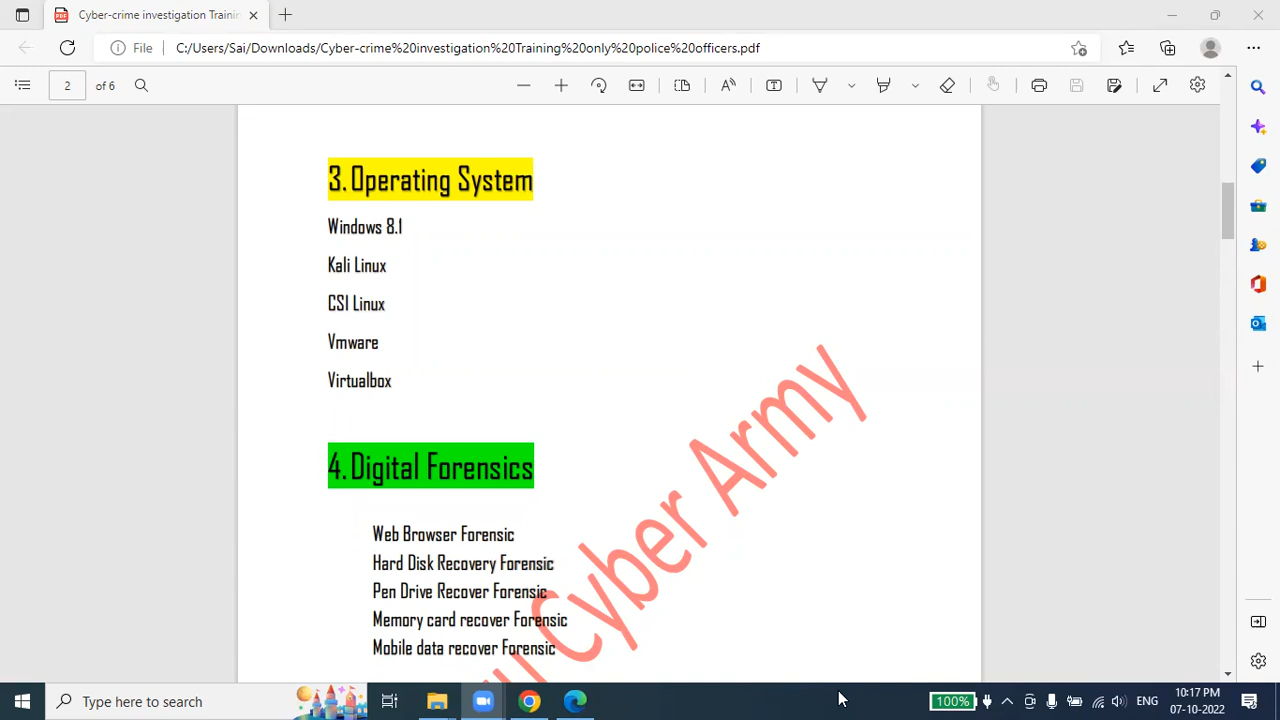 Cyber-crime investigation Trainin
File
C:/Users/Sai/Downloads/Cyber-crime%20investigation%20Training%20only%20police%20officers.pdf
2 of 6
3. Operating System
Windows 8.1
Kali Linux
CSI Linux
Vmware
Virtualbox
4. Digital Forensics
Web Browser Forensic
Hard Disk Recovery Forensic
Pen Drive Recover Forensic
Memory card recover Forensic
Mobile data recover Forensic
Cyber Army
Type here to search
100%
ENG
10:17 PM
07-10-2022